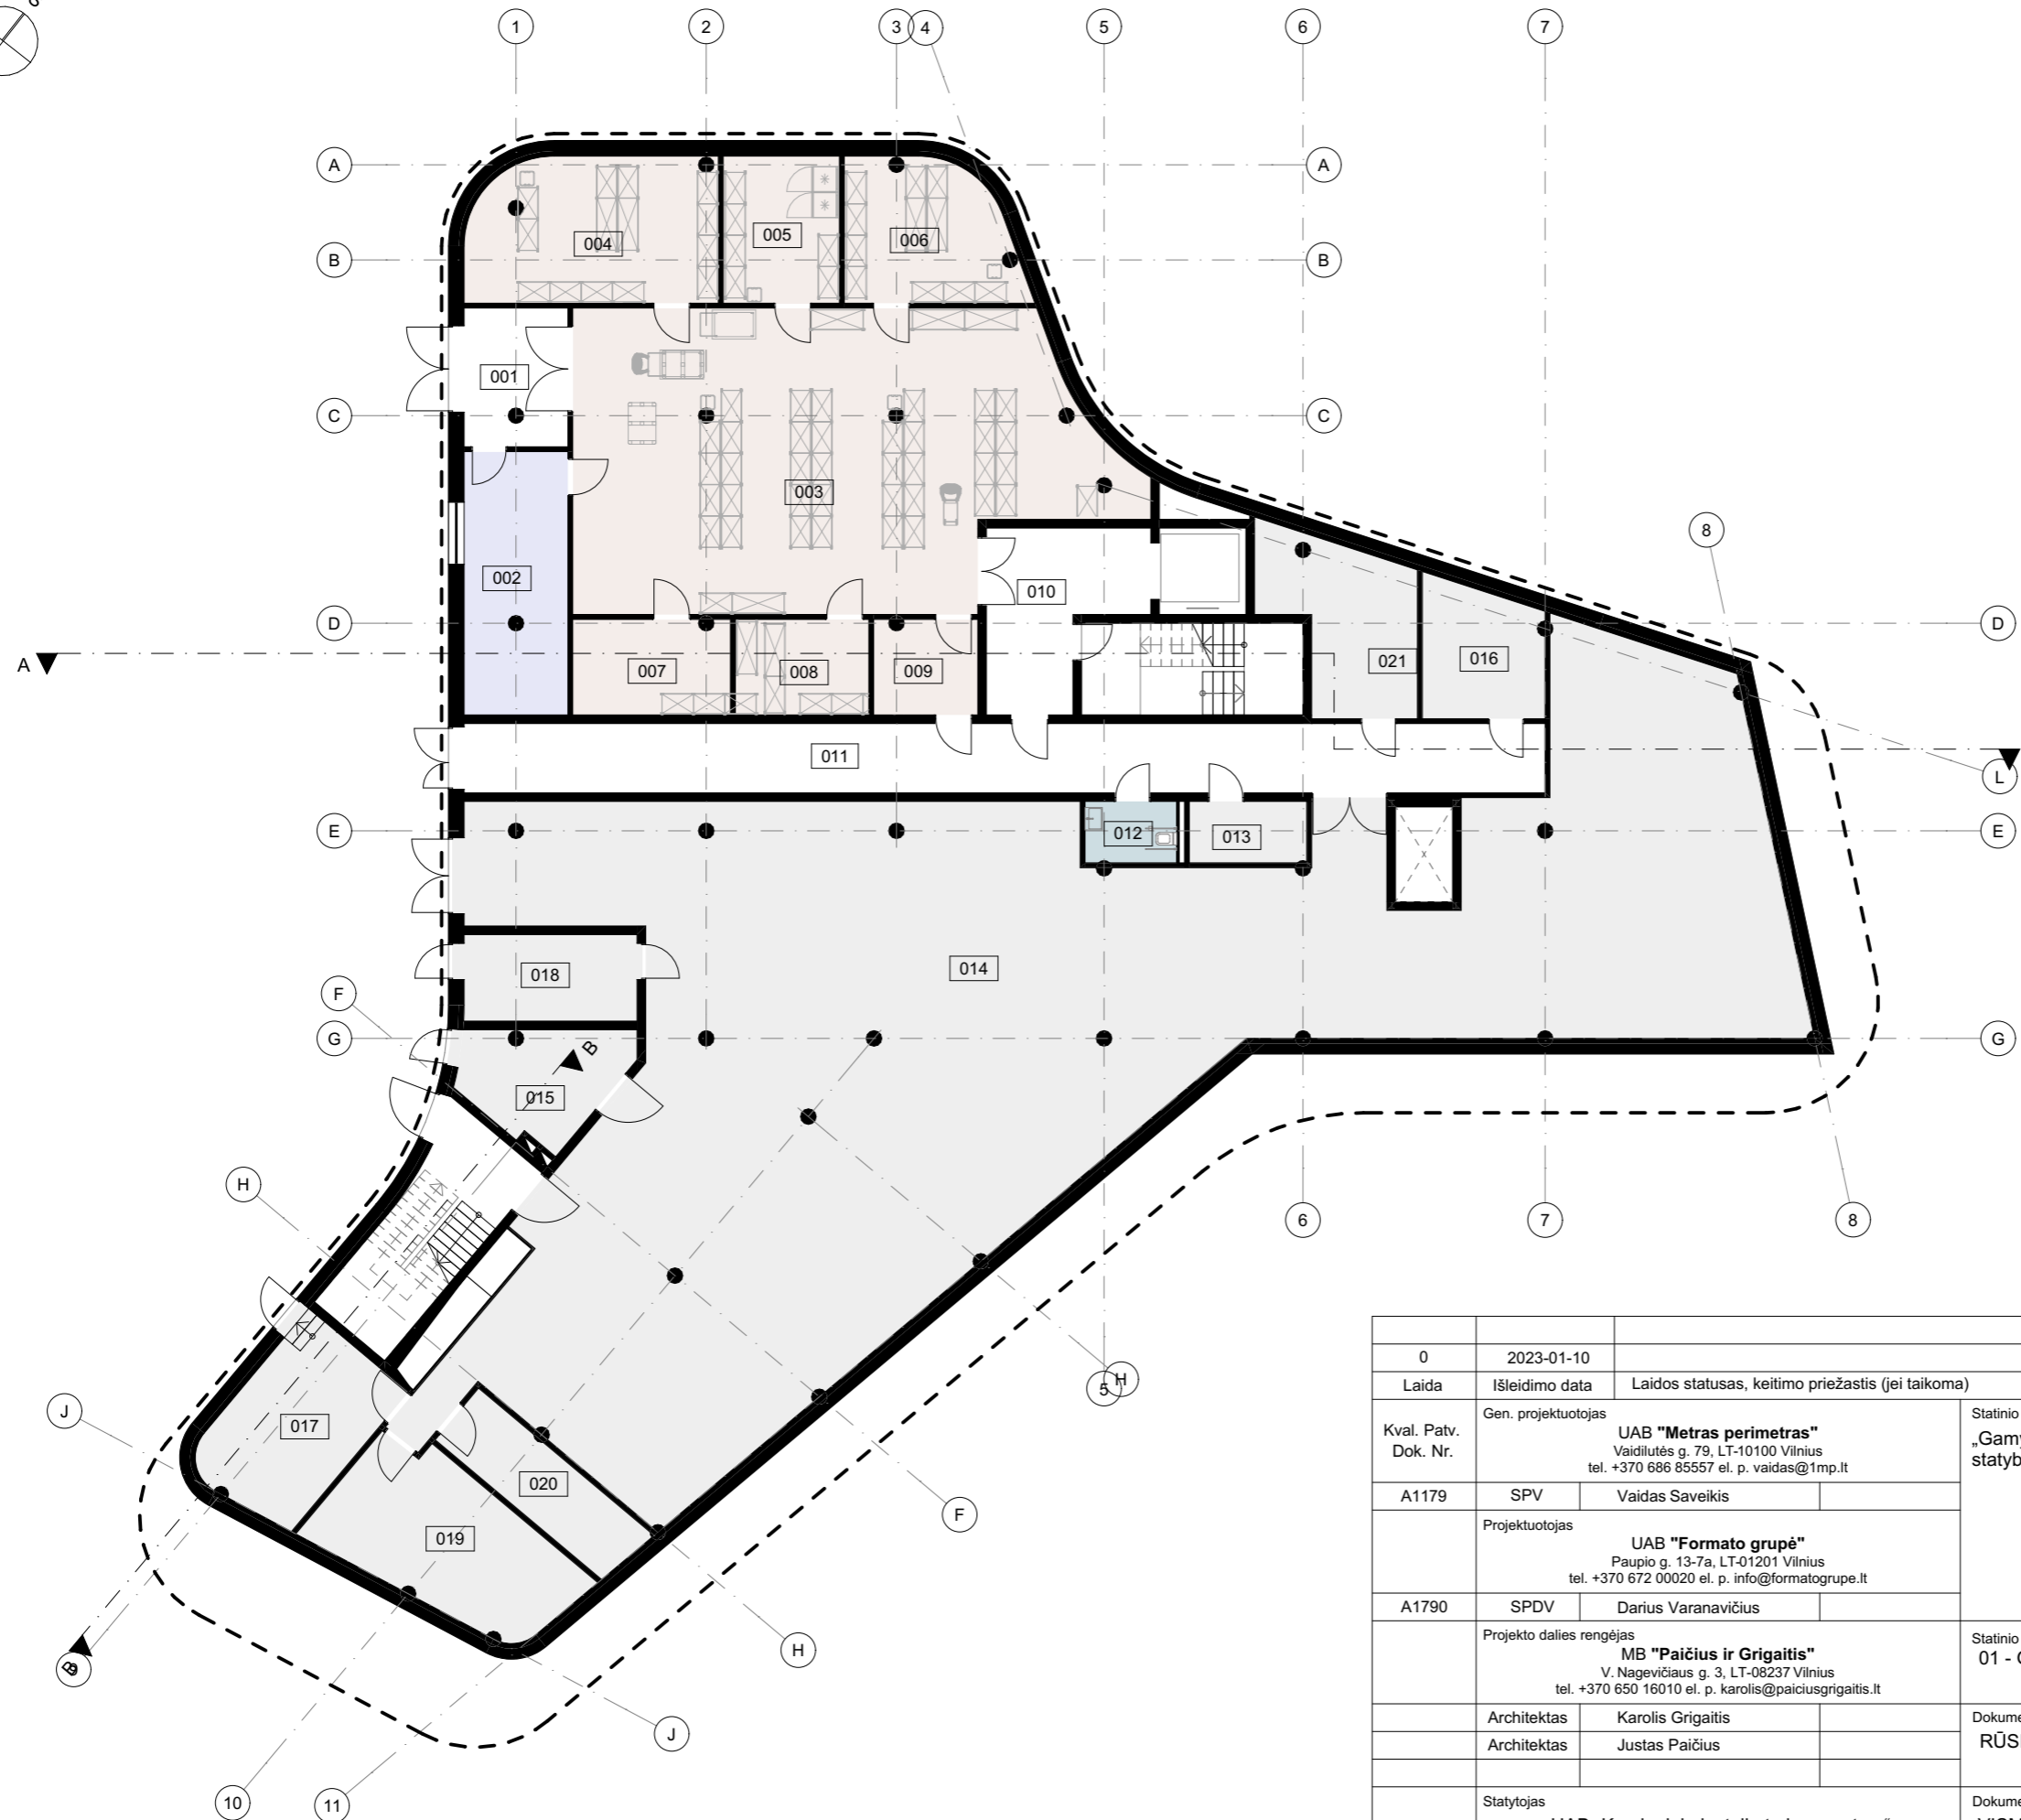 1 2 3 4 5 6 7
A A
B B
004 005 006
001
C C
003
8
002 010
D D
A
007 008 009 021 016
011
L
E E
012 013
018 014
F
G G
B
015
H
6 7 8
5 H
J
017
020
F
019
H
B
J
10
11
0 2023-01-10
Laida Išleidimo data Laidos statusas, keitimo priežastis (jei taikoma)
Kval. Patv.
Dok. Nr.
Gen. projektuotojas
UAB "Metras perimetras"
Vaidilutės g. 79, LT-10100 Vilnius
tel. +370 686 85557 el. p. vaidas@1mp.lt
Statinio
A1179 SPV Vaidas Saveikis
Projektuotojas
UAB "Formato grupė"
Paupio g. 13-7a, LT-01201 Vilnius
tel. +370 672 00020 el. p. info@formatogrupe.lt
A1790 SPDV Darius Varanavičius
Projekto dalies rengėjas
MB "Paičius ir Grigaitis"
V. Nagevičiaus g. 3, LT-08237 Vilnius
tel. +370 650 16010 el. p. karolis@paiciusgrigaitis.lt
Statinio
01 -
Architektas Karolis Grigaitis
Architektas Justas Paičius
Statytojas